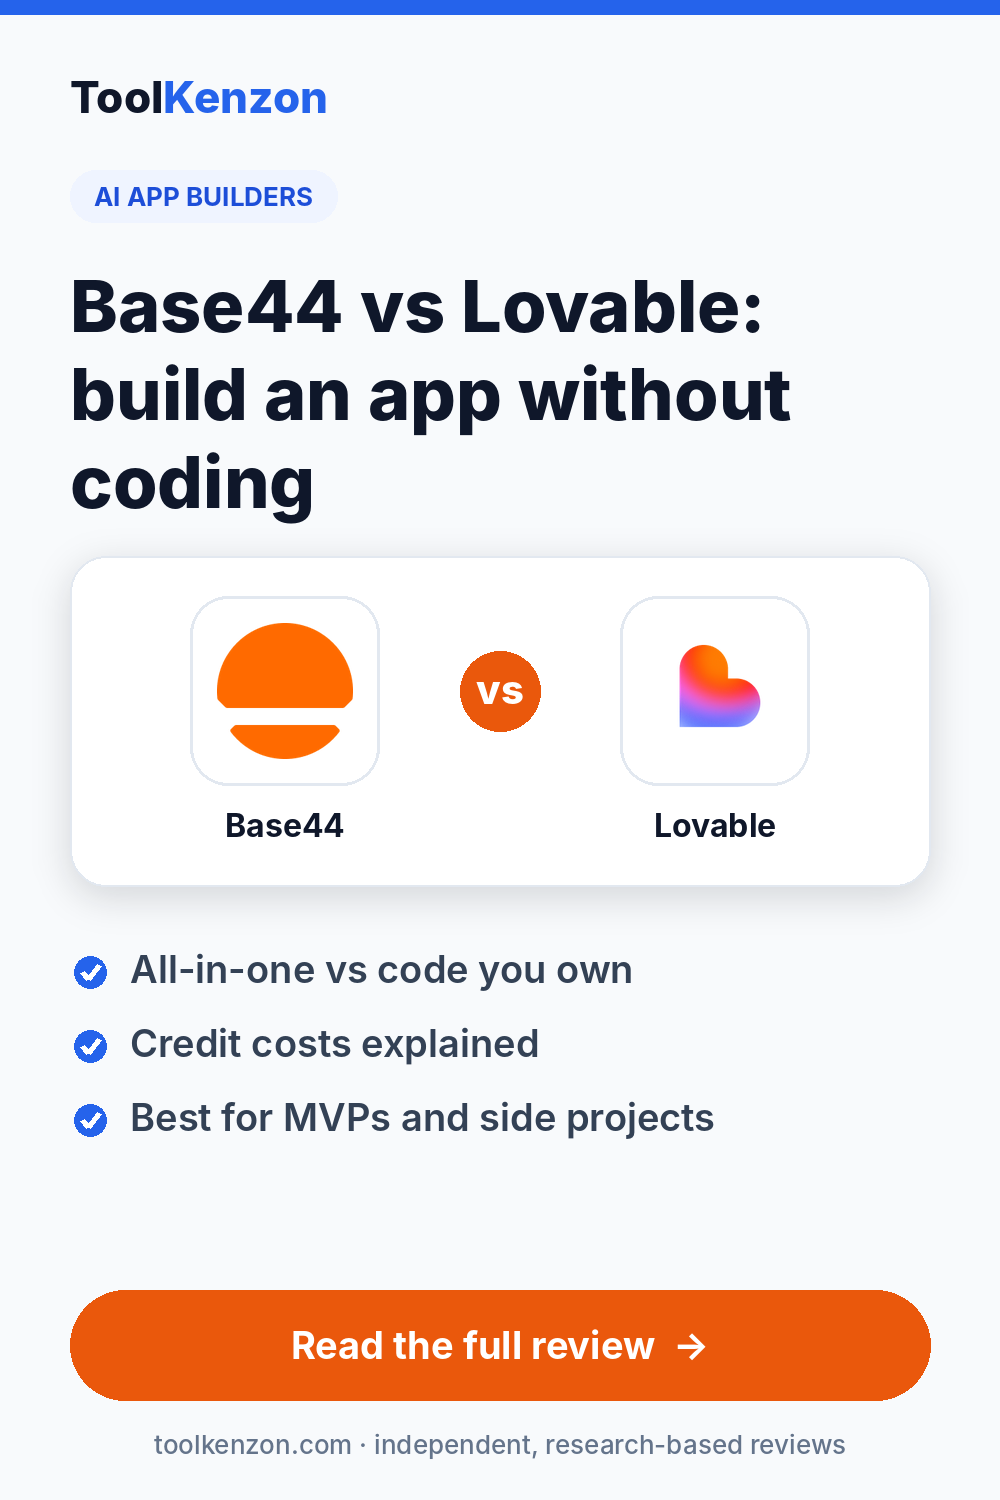 ToolKenzon
AI APP BUILDERS
Base44 vs Lovable:
build an app without
coding
vs
Base44
Lovable
All-in-one vs code you own
Credit costs explained
Best for MVPs and side projects
Read the full review →
toolkenzon.com · independent, research-based reviews